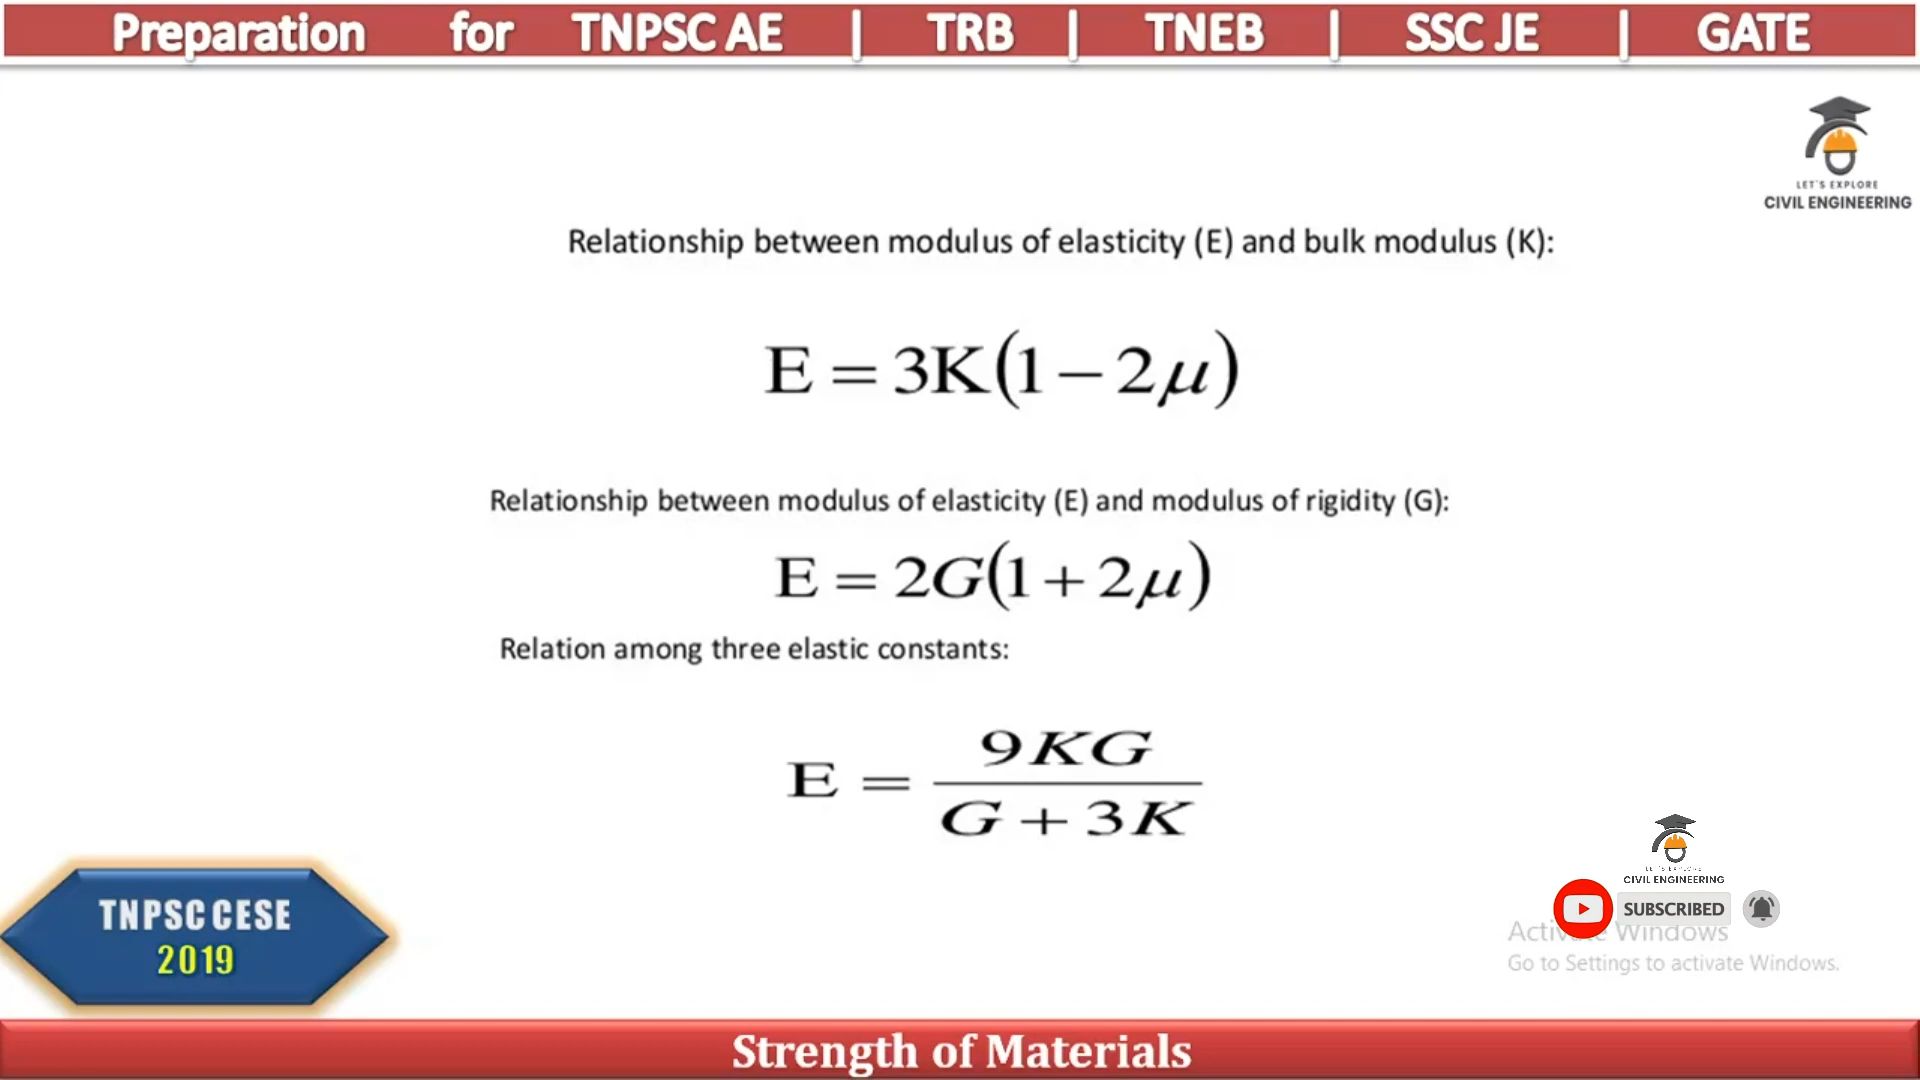 Preparation for TNPSC AE | TRB | TNEB | SSC JE | GATE
LET'S EXPLORE
CIVIL ENGINEERING
Relationship between modulus of elasticity (E) and bulk modulus (K):
E = 3K(1 − 2μ)
Relationship between modulus of elasticity (E) and modulus of rigidity (G):
E = 2G(1 + 2μ)
Relation among three elastic constants:
E = 9KG / G + 3K
LET'S EXPLORE
CIVIL ENGINEERING
SUBSCRIBED
Activate Windows
Go to Settings to activate Windows.
TNPSC CESE
2019
Strength of Materials